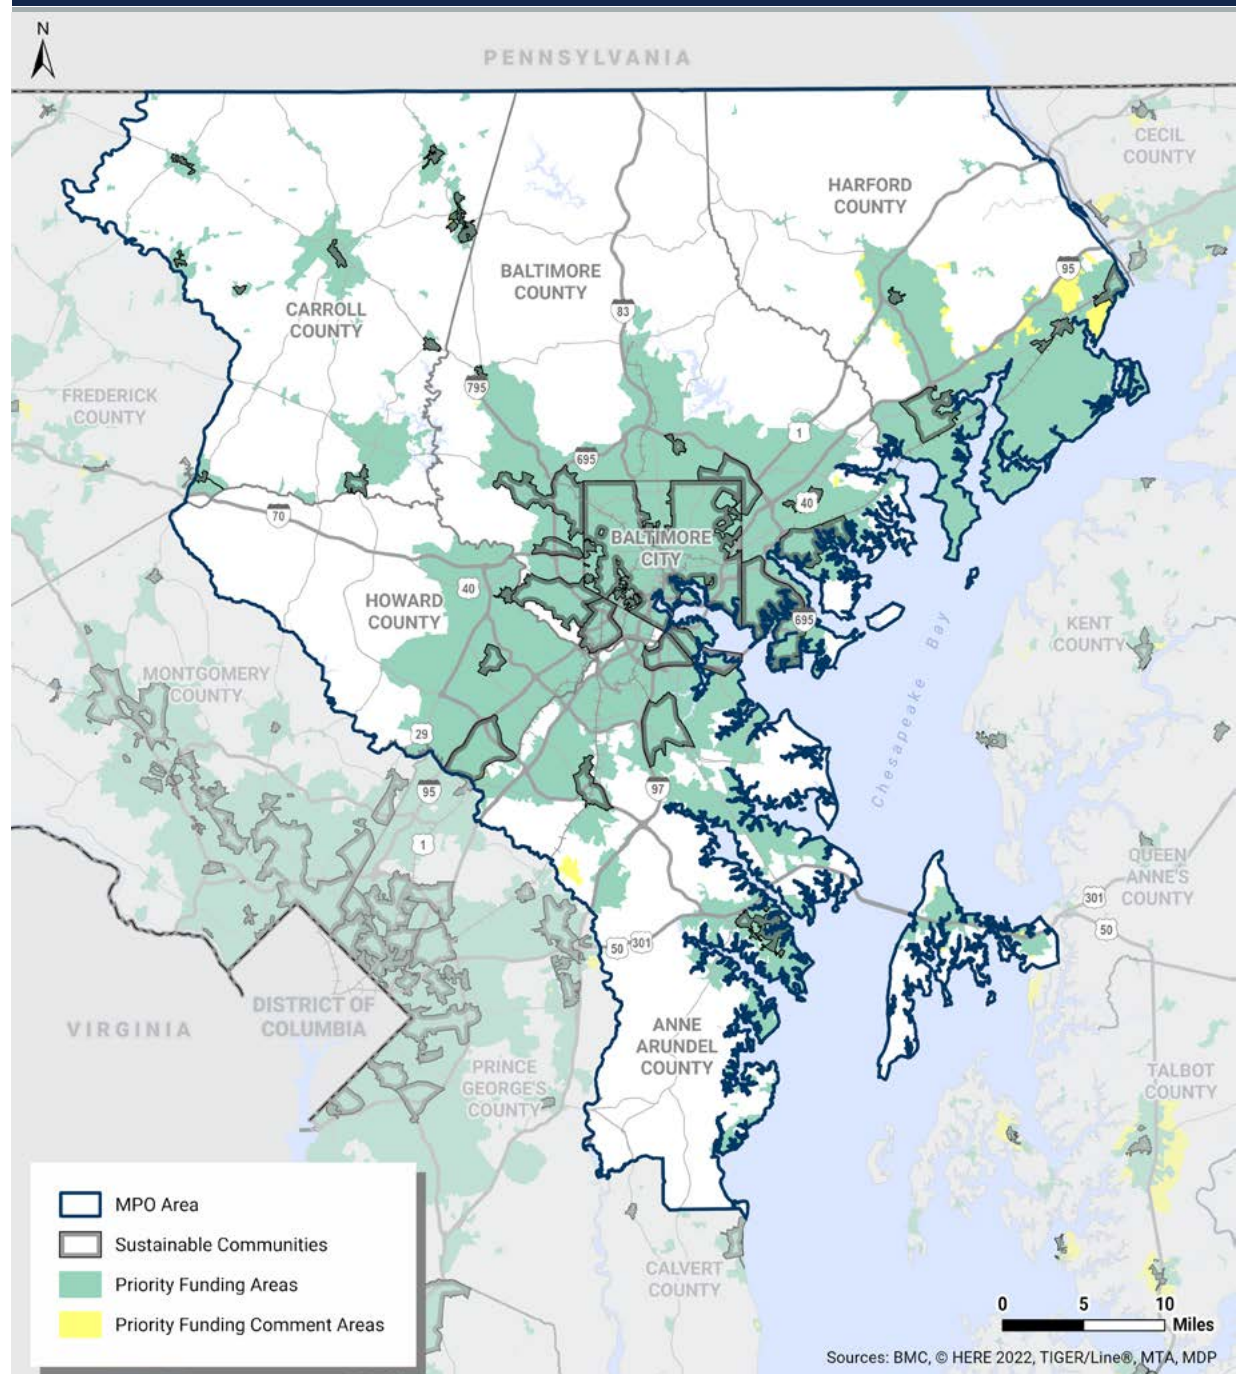 N
PENNSYLVANIA
CECIL
COUNTY
HARFORD
COUNTY
BALTIMORE
COUNTY
95
CARROLL
COUNTY
83
795
FREDERICK
COUNTY
1
695
40
70
BALTIMORE
CITY
40
HOWARD
COUNTY
695
KENT
COUNTY
MONTGOMERY
COUNTY
Chesapeake Bay
29
95
97
1
QUEEN
ANNE'S
COUNTY
301
50
50
301
DISTRICT OF
COLUMBIA
VIRGINIA
ANNE
ARUNDEL
COUNTY
PRINCE
GEORGE'S
COUNTY
TALBOT
COUNTY
CALVERT
COUNTY
MPO Area
Sustainable Communities
Priority Funding Areas
Priority Funding Comment Areas
0 5 10
Miles
Sources: BMC, © HERE 2022, TIGER/Line®, MTA, MDP